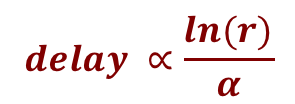 delay ∝ ln(r) / α